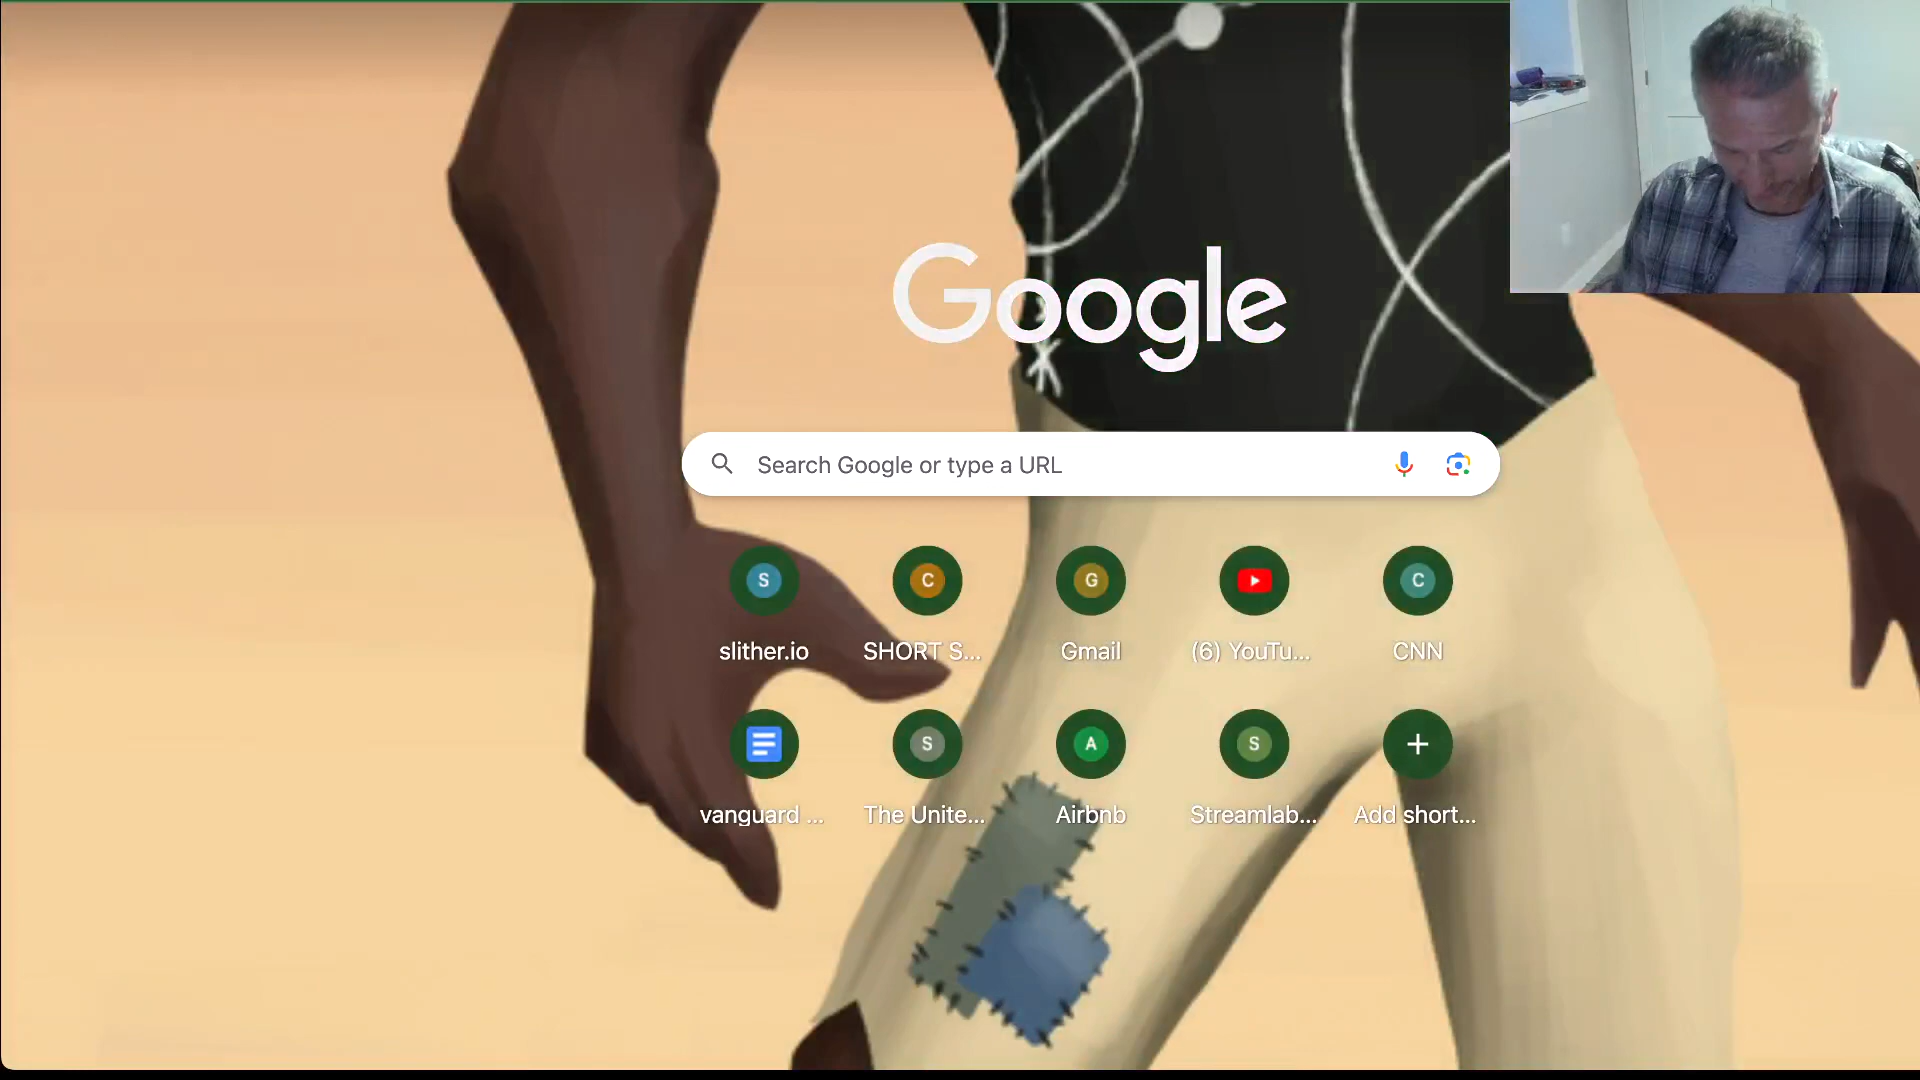 Google
Search Google or type a URL
S
C
G
C
slither.io
SHORT S...
Gmail
(6) YouTu...
CNN
S
A
S
vanguard ...
The Unite...
Airbnb
Streamlab...
Add short...